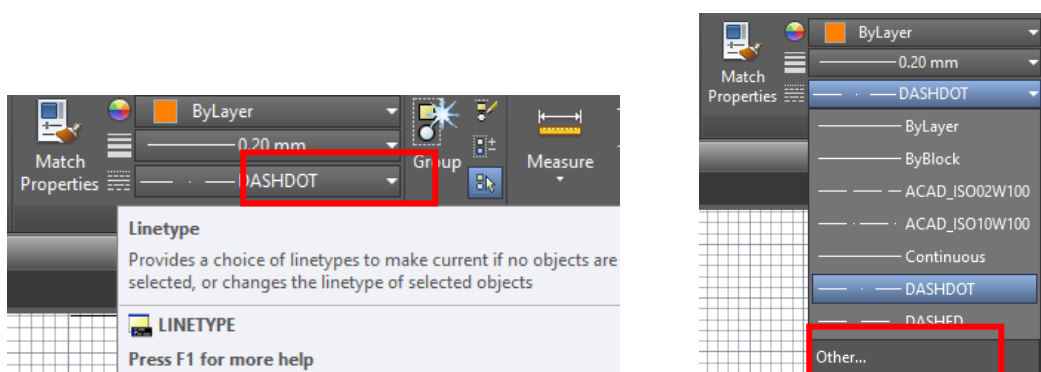 ByLayer
0.20 mm
DASHDOT
Match
Properties
Group
Measure
Linetype
Provides a choice of linetypes to make current if no objects are
selected, or changes the linetype of selected objects
LINETYPE
Press F1 for more help
ByLayer
0.20 mm
Match
Properties
DASHDOT
ByLayer
ByBlock
ACAD_ISO02W100
ACAD_ISO10W100
Continuous
DASHDOT
DASHED
Other...